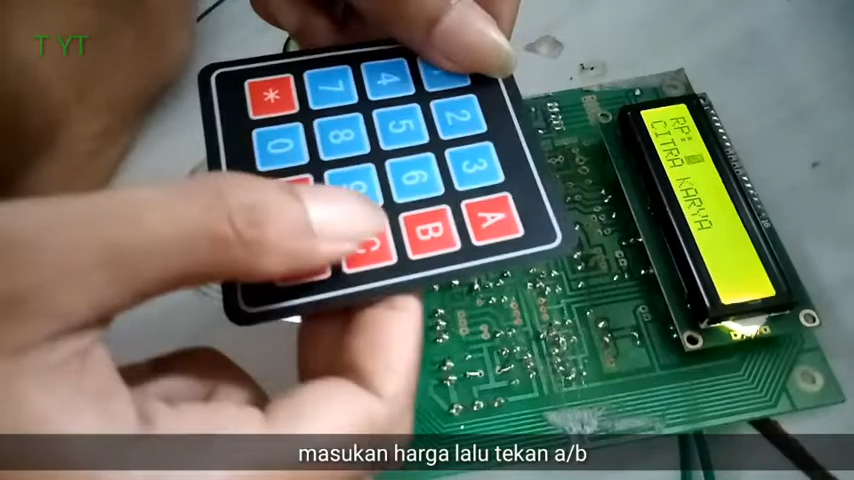 T YT
* 7 4
0 8 5 2
6 3
C B A
RP:
CITRA KARYA
masukan harga lalu tekan a/b